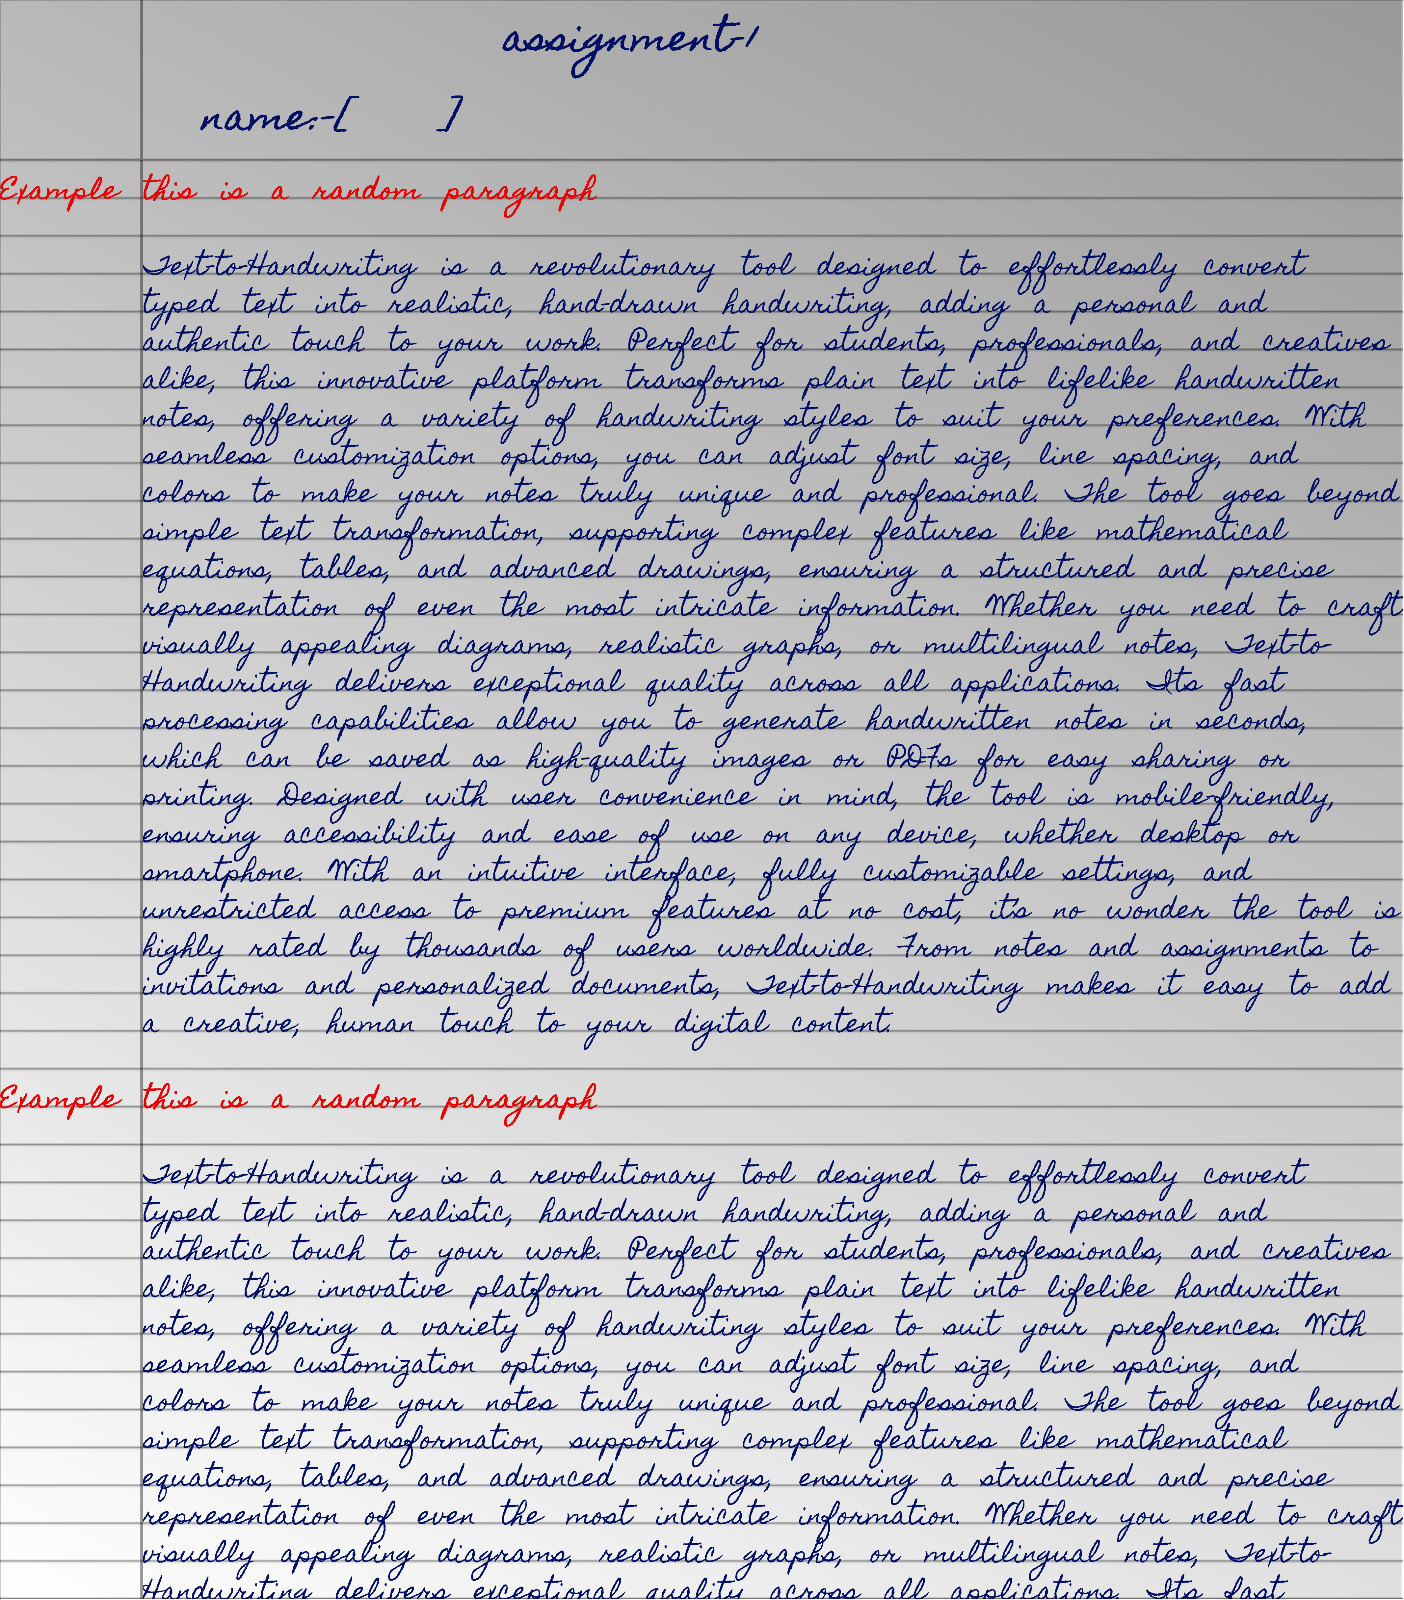 assignment-1
name:-[ ]
Example this is a random paragraph
Text-to-Handwriting is a revolutionary tool designed to effortlessly convert
typed text into realistic, hand-drawn handwriting, adding a personal and
authentic touch to your work. Perfect for students, professionals, and creatives
alike, this innovative platform transforms plain text into lifelike handwritten
notes, offering a variety of handwriting styles to suit your preferences. With
seamless customization options, you can adjust font size, line spacing, and
colors to make your notes truly unique and professional. The tool goes beyond
simple text transformation, supporting complex features like mathematical
equations, tables, and advanced drawings, ensuring a structured and precise
representation of even the most intricate information. Whether you need to craft
visually appealing diagrams, realistic graphs, or multilingual notes, Text-to-
Handwriting delivers exceptional quality across all applications. Its fast
processing capabilities allow you to generate handwritten notes in seconds,
which can be saved as high-quality images or PDFs for easy sharing or
printing. Designed with user convenience in mind, the tool is mobile-friendly,
ensuring accessibility and ease of use on any device, whether desktop or
smartphone. With an intuitive interface, fully customizable settings, and
unrestricted access to premium features at no cost, it's no wonder the tool is
highly rated by thousands of users worldwide. From notes and assignments to
invitations and personalized documents, Text-to-Handwriting makes it easy to add
a creative, human touch to your digital content.
Example this is a random paragraph
Text-to-Handwriting is a revolutionary tool designed to effortlessly convert
typed text into realistic, hand-drawn handwriting, adding a personal and
authentic touch to your work. Perfect for students, professionals, and creatives
alike, this innovative platform transforms plain text into lifelike handwritten
notes, offering a variety of handwriting styles to suit your preferences. With
seamless customization options, you can adjust font size, line spacing, and
colors to make your notes truly unique and professional. The tool goes beyond
simple text transformation, supporting complex features like mathematical
equations, tables, and advanced drawings, ensuring a structured and precise
representation of even the most intricate information. Whether you need to craft
visually appealing diagrams, realistic graphs, or multilingual notes, Text-to-
Handwriting delivers exceptional quality across all applications. Its fast